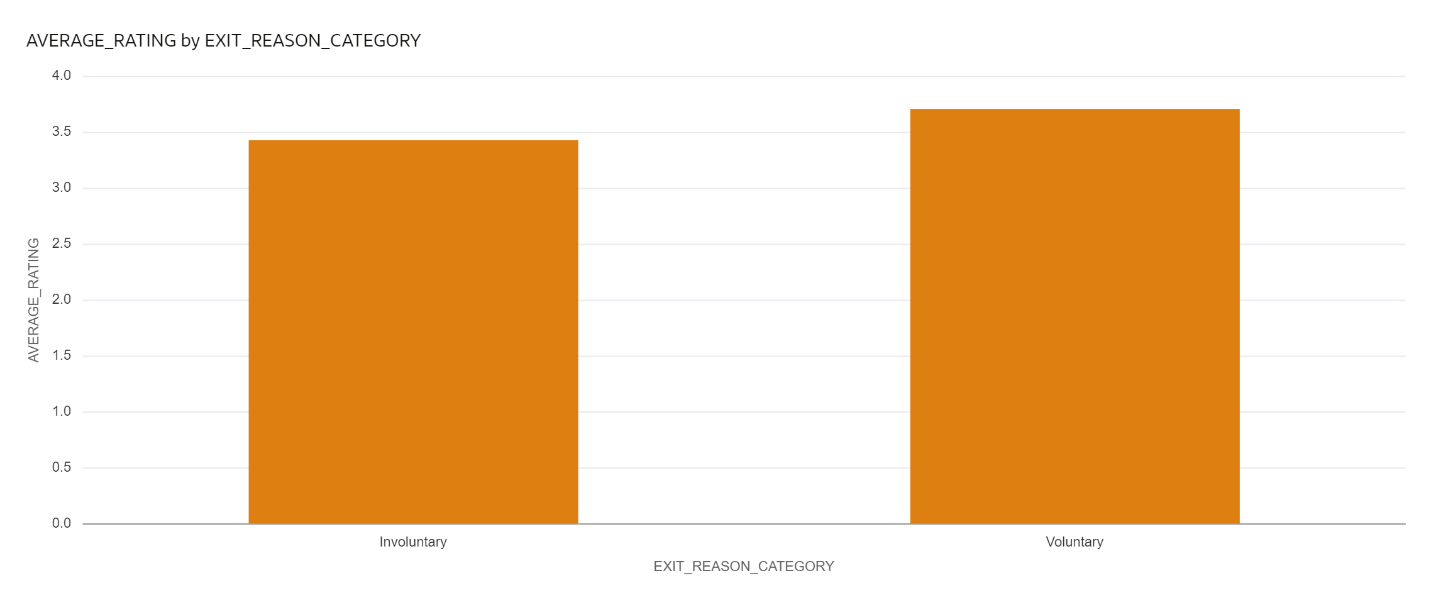 AVERAGE_RATING by EXIT_REASON_CATEGORY
4.0
3.5
3.0
2.5
2.0
1.5
1.0
0.5
0.0
AVERAGE_RATING
Involuntary
Voluntary
EXIT_REASON_CATEGORY